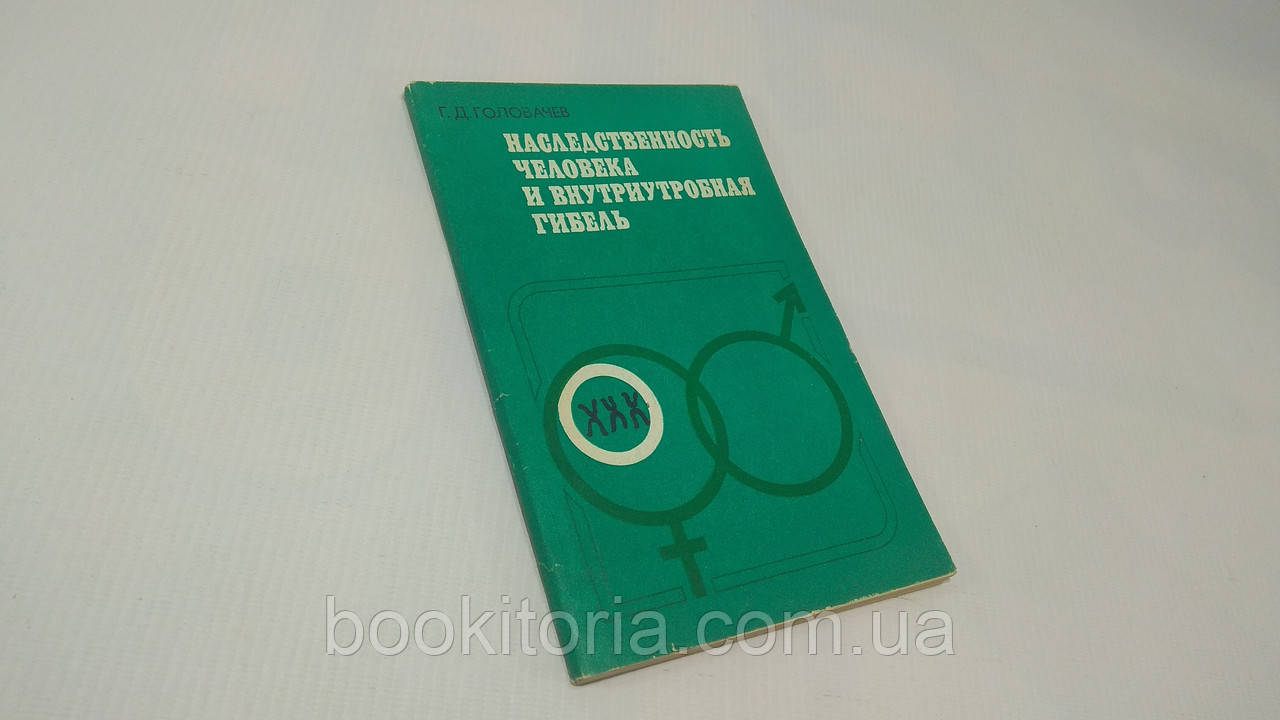 Г. Д. ГОЛОВАЧЕВ
НАСЛЕДСТВЕННОСТЬ
ЧЕЛОВЕКА
И ВНУТРИУТРОБНАЯ
ГИБЕЛЬ
bookitoria.com.ua